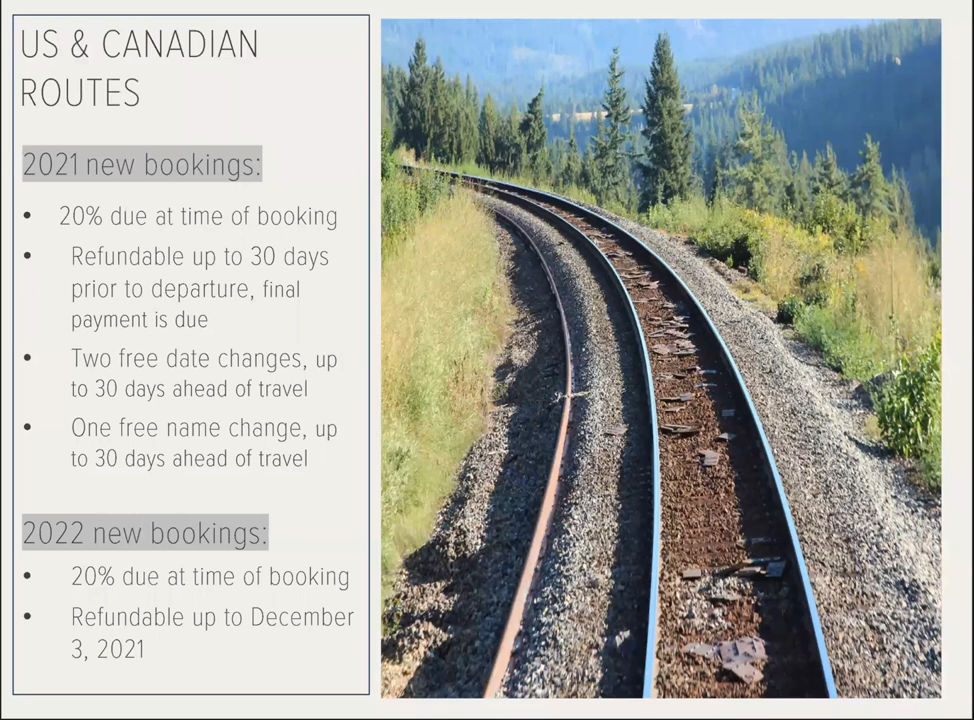 US & CANADIAN
ROUTES
2021 new bookings:
• 20% due at time of booking
• Refundable up to 30 days
prior to departure, final
payment is due
• Two free date changes, up
to 30 days ahead of travel
• One free name change, up
to 30 days ahead of travel
2022 new bookings:
• 20% due at time of booking
• Refundable up to December
3, 2021